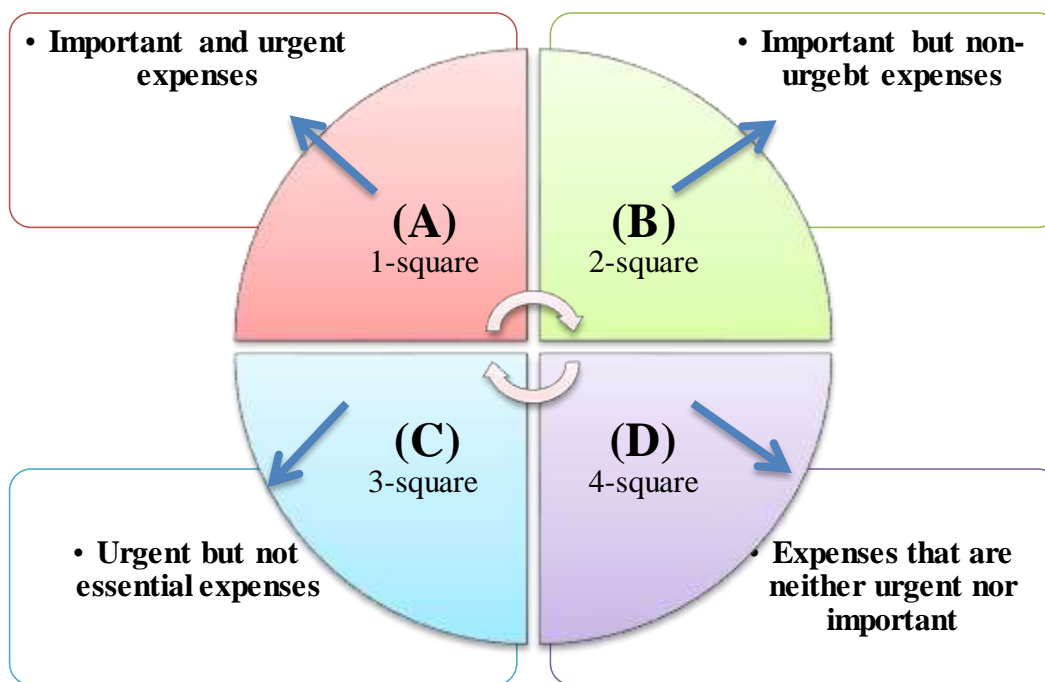 • Important and urgent
expenses
• Important but non-
urgebt expenses
(A)
1-square
(B)
2-square
(C)
3-square
(D)
4-square
• Urgent but not
essential expenses
• Expenses that are
neither urgent nor
important